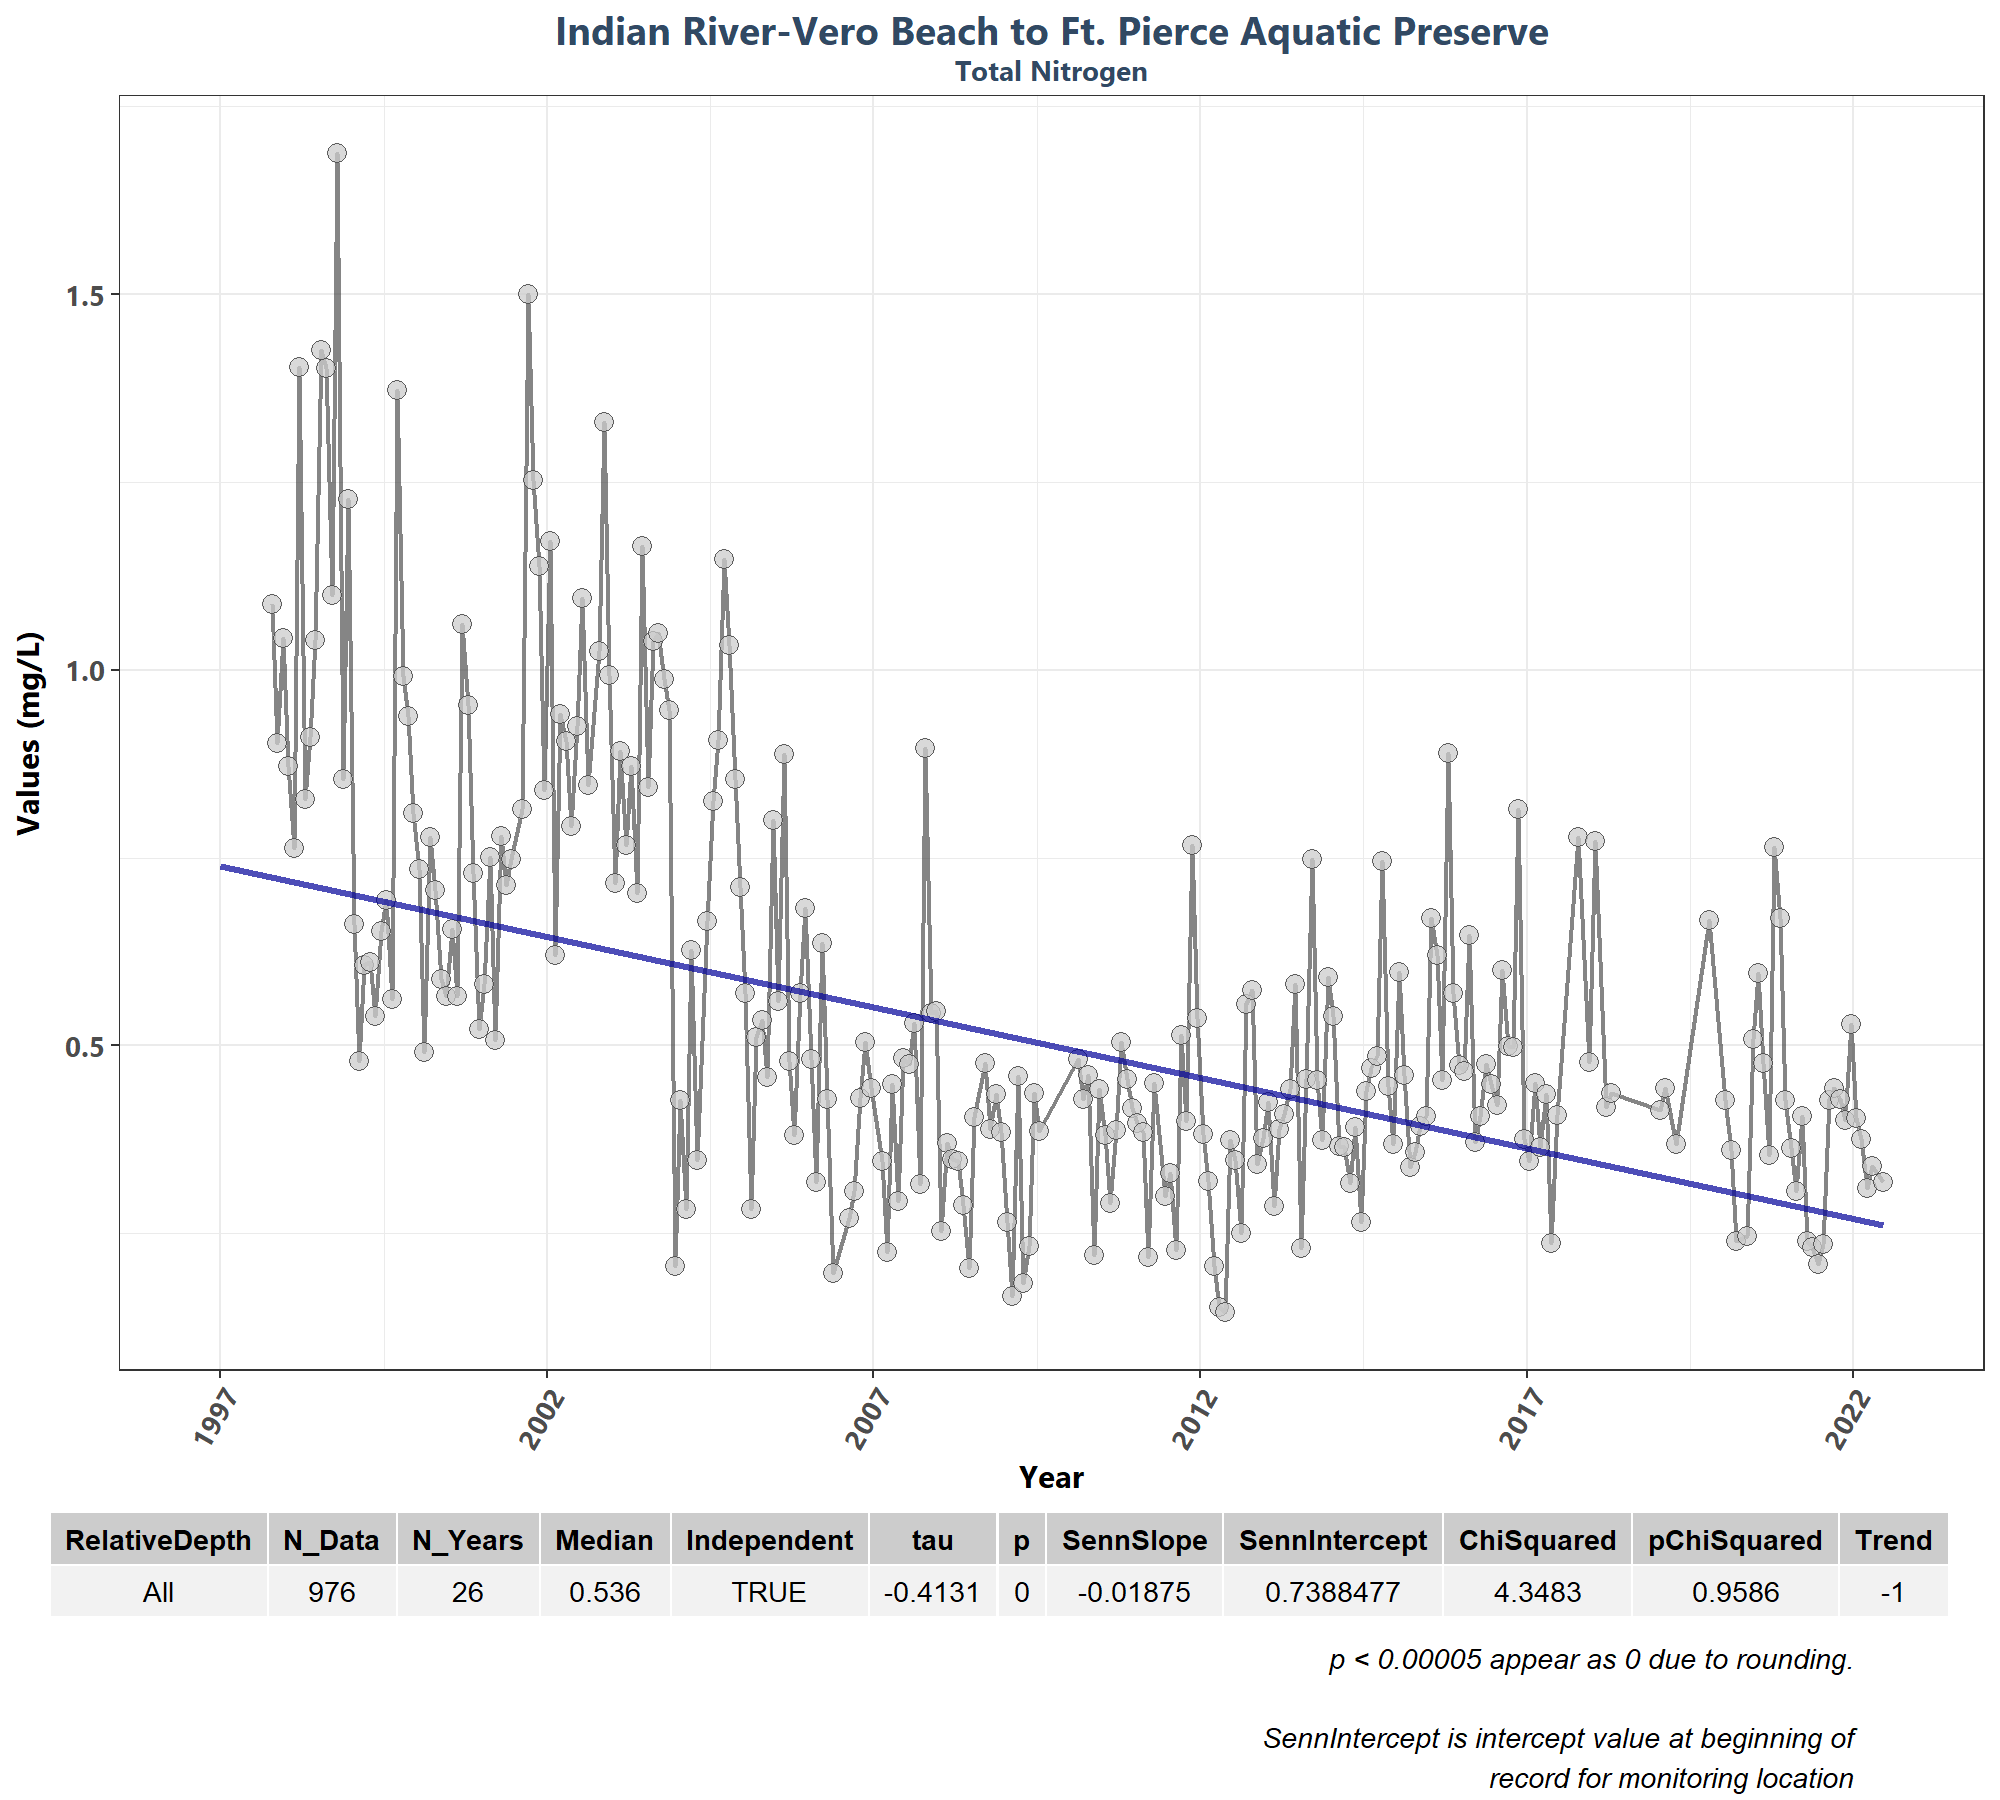 Indian River-Vero Beach to Ft. Pierce Aquatic Preserve
Total Nitrogen
Values (mg/L)
1.5
1.0
0.5
1997 2002 2007 2012 2017 2022
Year
RelativeDepth N_Data N_Years Median Independent tau p SennSlope SennIntercept ChiSquared pChiSquared Trend
All 976 26 0.536 TRUE -0.4131 0 -0.01875 0.7388477 4.3483 0.9586 -1
p < 0.00005 appear as 0 due to rounding.
SennIntercept is intercept value at beginning of
record for monitoring location